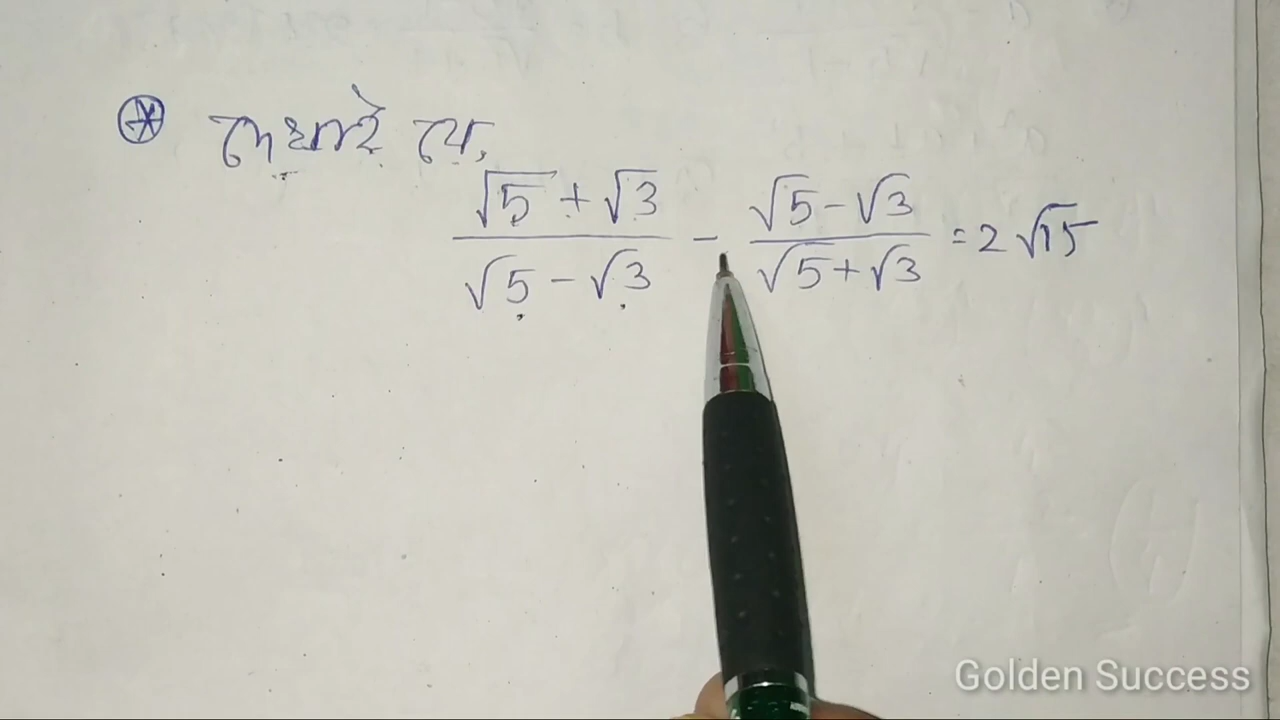 ⊛ দেখাই যে,
(√5 + √3)/(√5 − √3) − (√5 − √3)/(√5 + √3) = 2√15
Golden Success